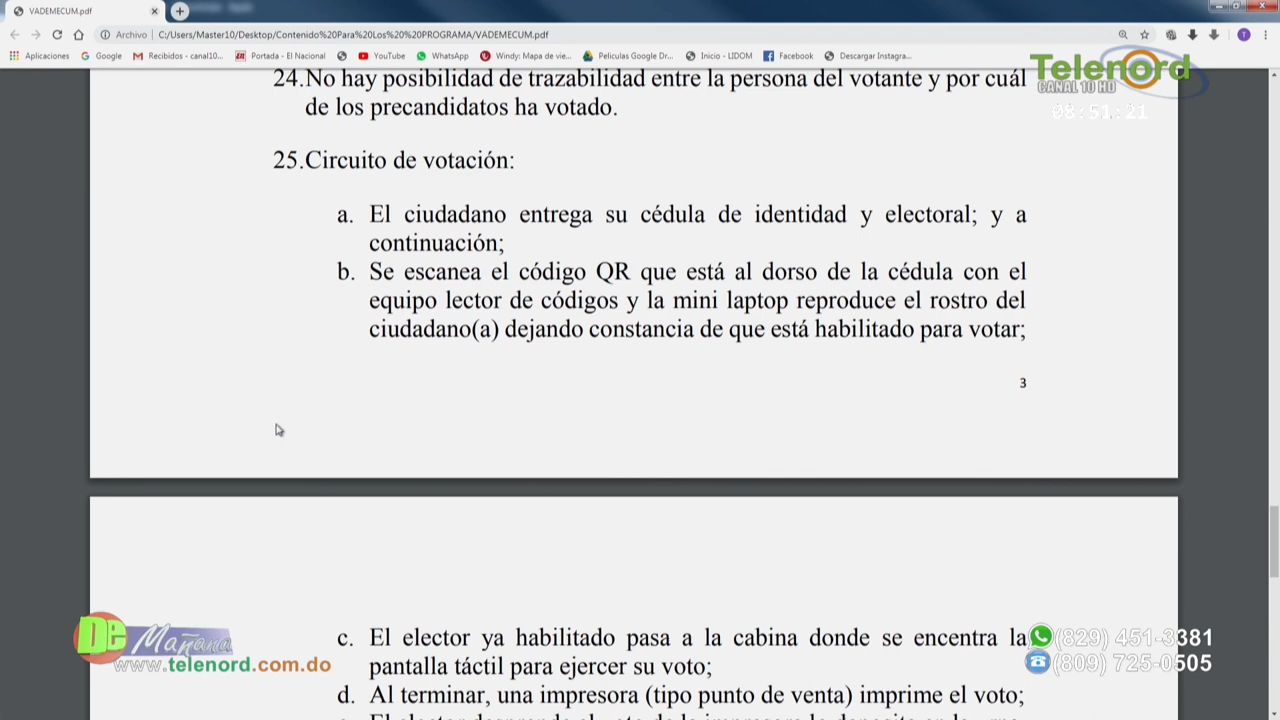 VADEMECUM.pdf
Archivo | C:/Users/Master10/Desktop/Contenido%20Para%20Los%20%20PROGRAMA/VADEMECUM.pdf
Aplicaciones Google Recibidos - canal10... Portada - El Nacional YouTube WhatsApp Windy: Mapa de vie... Peliculas Google Dr... Inicio - LIDOM Facebook Descargar Instagra...
Telenord
CANAL 10 HD
08:51:21
24.No hay posibilidad de trazabilidad entre la persona del votante y por cuál
de los precandidatos ha votado.
25.Circuito de votación:
a. El ciudadano entrega su cédula de identidad y electoral; y a
continuación;
b. Se escanea el código QR que está al dorso de la cédula con el
equipo lector de códigos y la mini laptop reproduce el rostro del
ciudadano(a) dejando constancia de que está habilitado para votar;
3
c. El elector ya habilitado pasa a la cabina donde se encentra la
pantalla táctil para ejercer su voto;
d. Al terminar, una impresora (tipo punto de venta) imprime el voto;
De Mañana
www.telenord.com.do
(829) 451-3381
(809) 725-0505